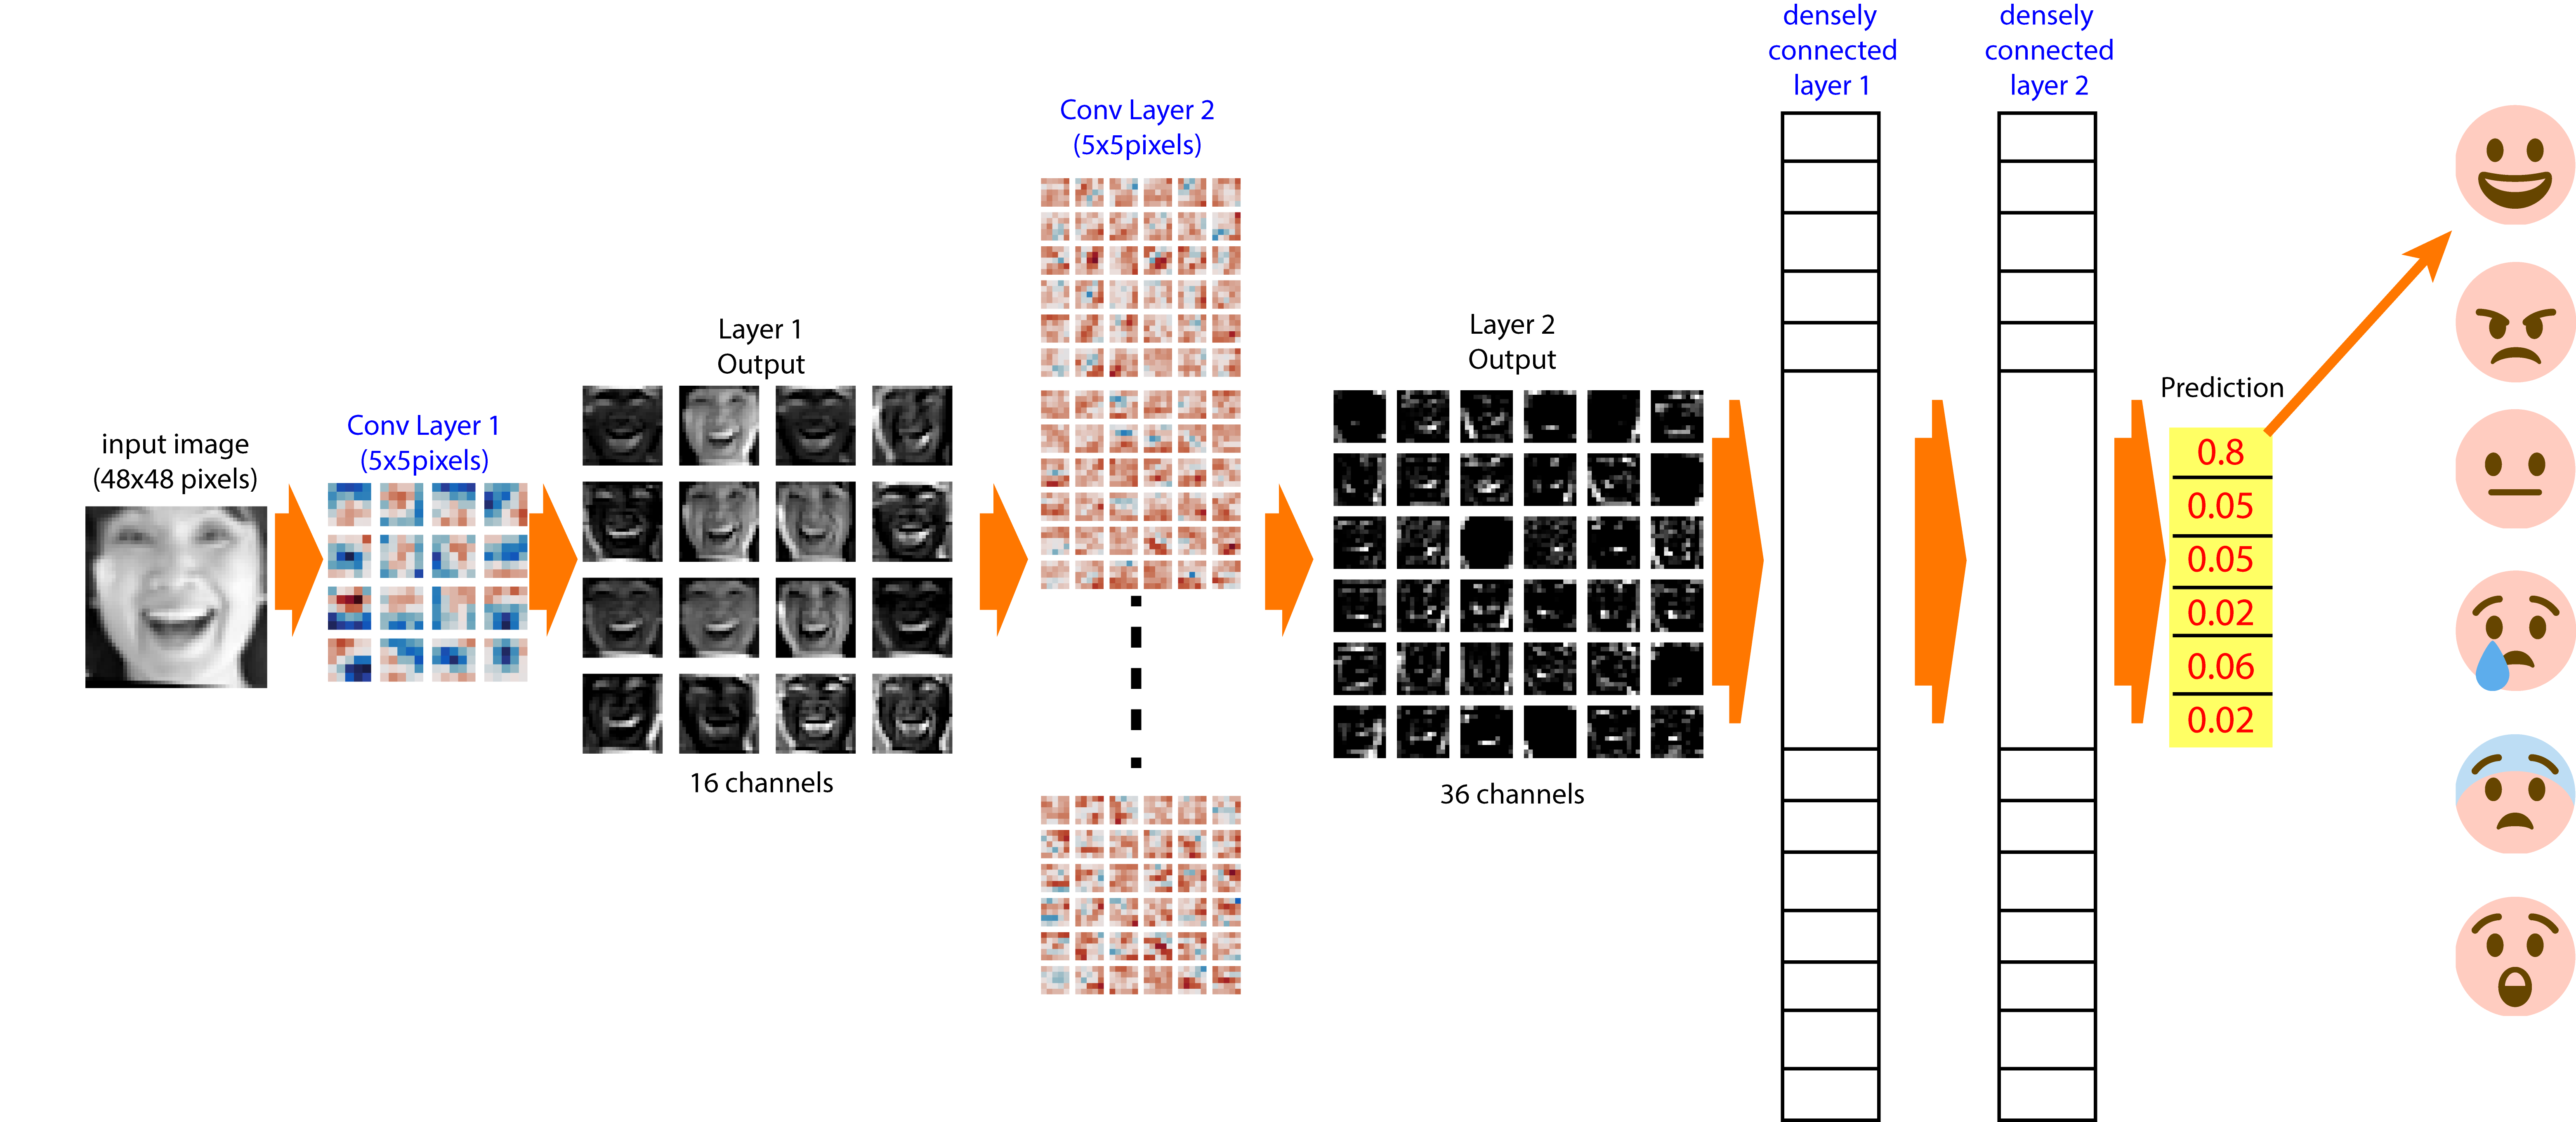 input image
(48x48 pixels)
Conv Layer 1
(5x5pixels)
Layer 1
Output
16 channels
Conv Layer 2
(5x5pixels)
Layer 2
Output
36 channels
densely
connected
layer 1
densely
connected
layer 2
Prediction
0.8
0.05
0.05
0.02
0.06
0.02